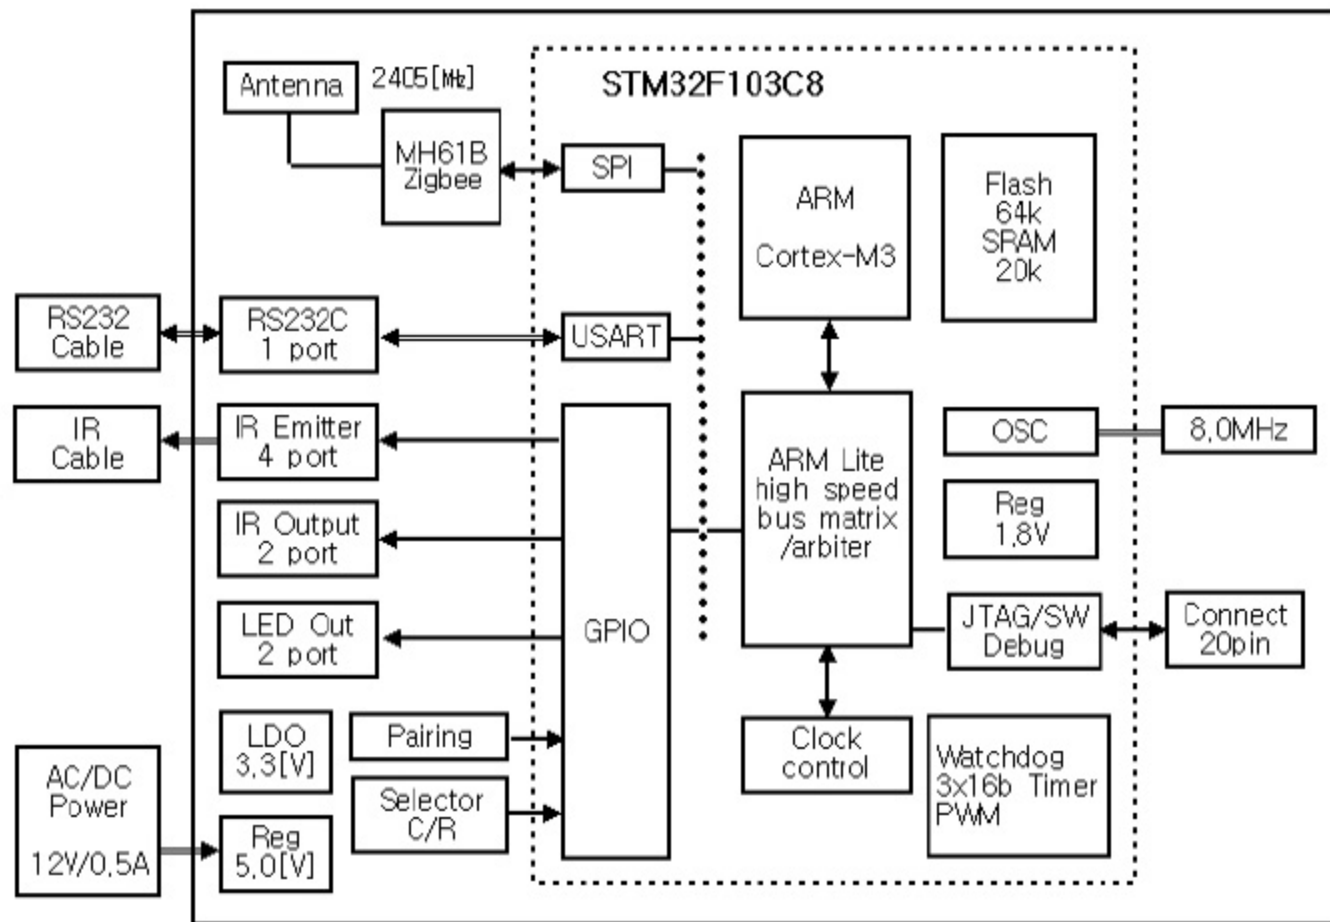 Antenna
2405[MHz]
STM32F103C8
MH61B
Zigbee
SPI
ARM
Cortex-M3
Flash
64k
SRAM
20k
RS232
Cable
RS232C
1 port
USART
IR
Cable
IR Emitter
4 port
ARM Lite
high speed
bus matrix
/arbiter
OSC
8.0MHz
IR Output
2 port
Reg
1.8V
LED Out
2 port
GPIO
JTAG/SW
Debug
Connect
20pin
LDO
3.3[V]
Pairing
Clock
control
Watchdog
3x16b Timer
PWM
AC/DC
Power
12V/0.5A
Selector
C/R
Reg
5.0[V]